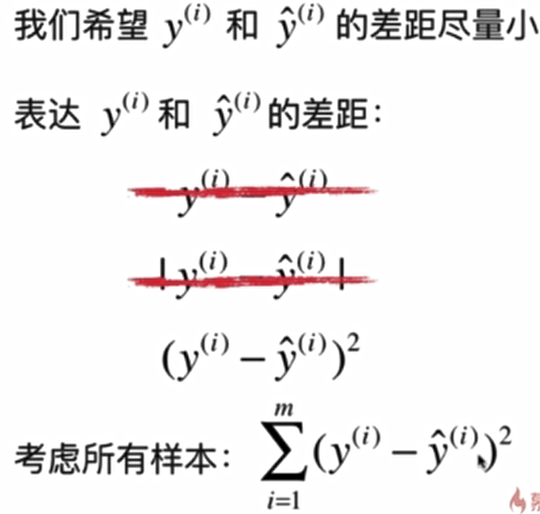 我们希望 y^(i) 和 ŷ^(i) 的差距尽量小
表达 y^(i) 和 ŷ^(i) 的差距：
y^(i) − ŷ^(i)
| y^(i) − ŷ^(i) |
(y^(i) − ŷ^(i))²
考虑所有样本： ∑_{i=1}^{m} (y^(i) − ŷ^(i))²